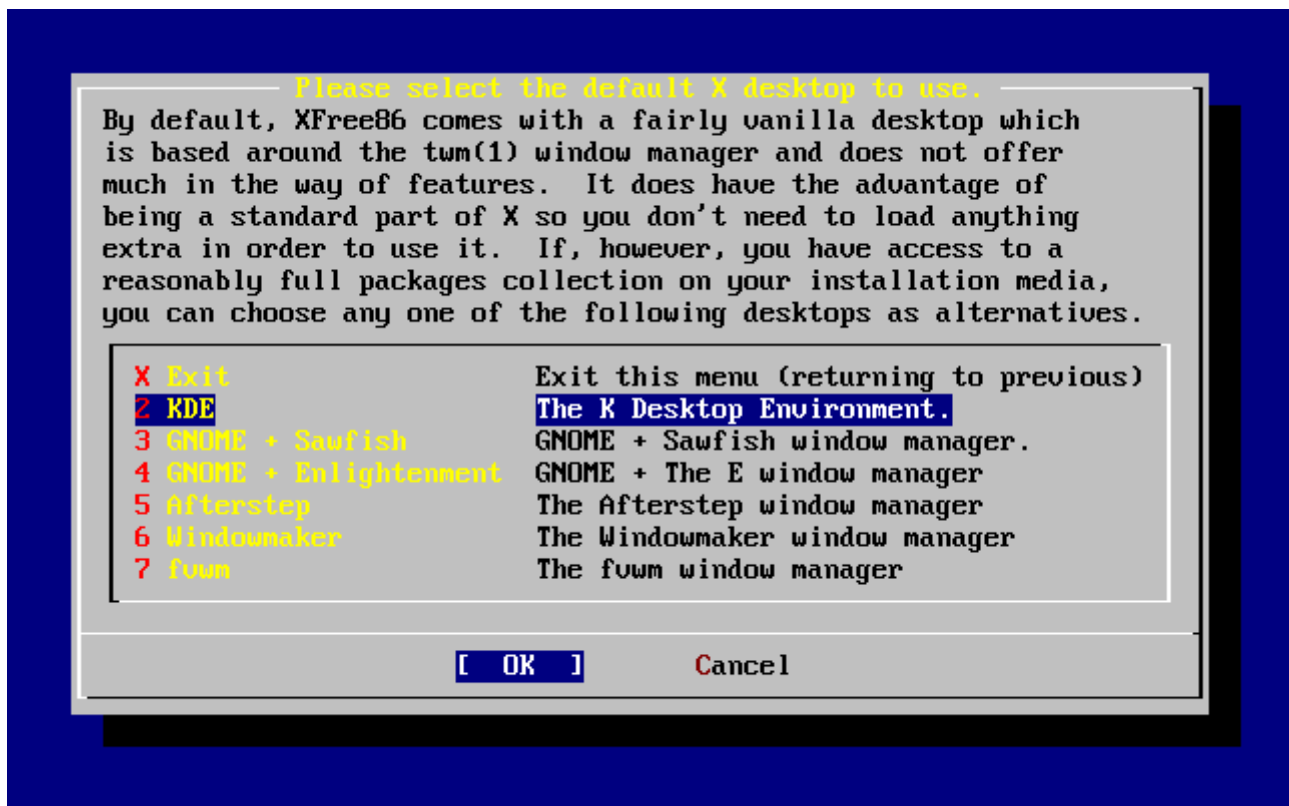 Please select the default X desktop to use.
By default, XFree86 comes with a fairly vanilla desktop which
is based around the twm(1) window manager and does not offer
much in the way of features.  It does have the advantage of
being a standard part of X so you don't need to load anything
extra in order to use it.  If, however, you have access to a
reasonably full packages collection on your installation media,
you can choose any one of the following desktops as alternatives.
X Exit Exit this menu (returning to previous)
2 KDE The K Desktop Environment.
3 GNOME + Sawfish GNOME + Sawfish window manager.
4 GNOME + Enlightenment GNOME + The E window manager
5 Afterstep The Afterstep window manager
6 Windowmaker The Windowmaker window manager
7 fvwm The fvwm window manager
[ OK ] Cancel